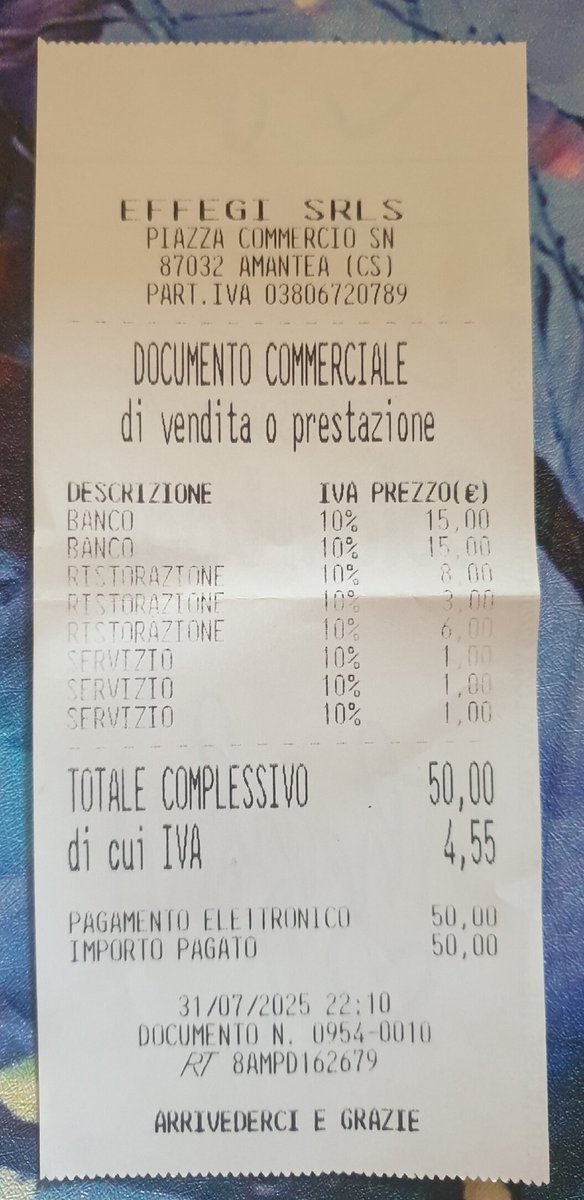 EFFEGI SRLS
PIAZZA COMMERCIO SN
87032 AMANTEA (CS)
PART.IVA 03806720789
DOCUMENTO COMMERCIALE
di vendita o prestazione
DESCRIZIONE IVA PREZZO(€)
BANCO 10% 15,00
BANCO 10% 15,00
RISTORAZIONE 10% 8,00
RISTORAZIONE 10% 3,00
RISTORAZIONE 10% 6,00
SERVIZIO 10% 1,00
SERVIZIO 10% 1,00
SERVIZIO 10% 1,00
TOTALE COMPLESSIVO 50,00
di cui IVA 4,55
PAGAMENTO ELETTRONICO 50,00
IMPORTO PAGATO 50,00
31/07/2025 22:10
DOCUMENTO N. 0954-0010
RT 8AMPD162679
ARRIVEDERCI E GRAZIE